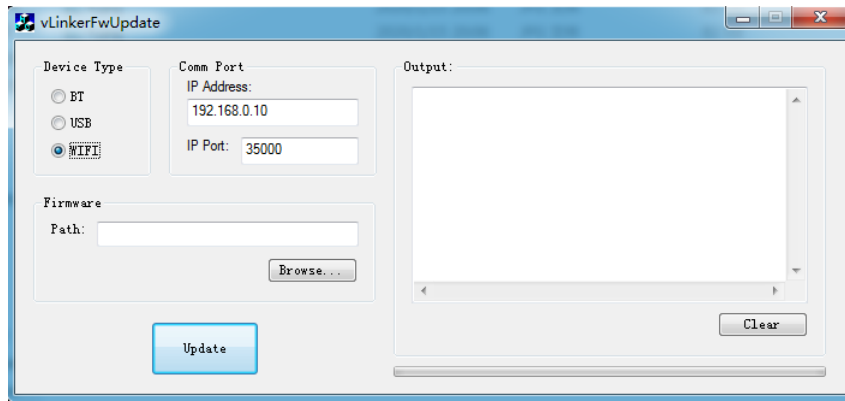 vLinkerFwUpdate
Device Type
BT
USB
WIFI
Comm Port
IP Address:
192.168.0.10
IP Port: 35000
Firmware
Path:
Browse...
Update
Output:
Clear